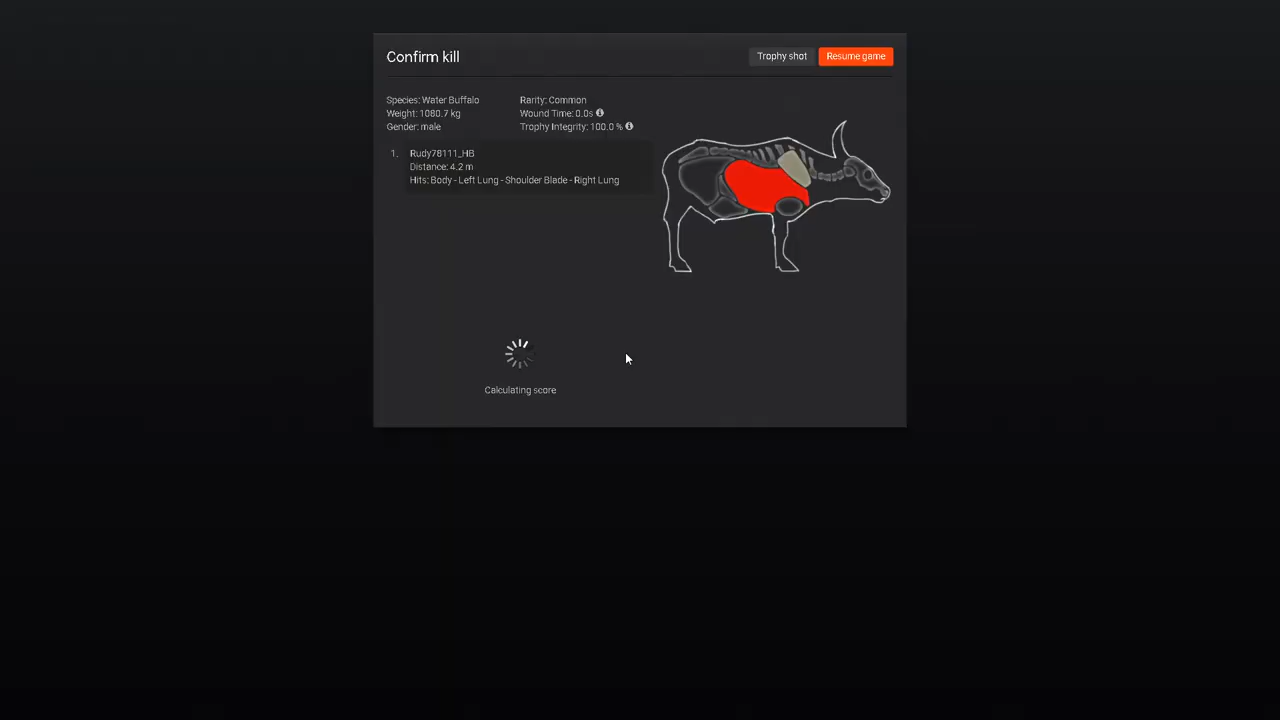 Confirm kill
Trophy shot
Resume game
Species: Water Buffalo
Rarity: Common
Weight: 1080.7 kg
Wound Time: 0.0s
Gender: male
Trophy Integrity: 100.0 %
1. Rudy78111_HB
Distance: 4.2 m
Hits: Body - Left Lung - Shoulder Blade - Right Lung
Calculating score